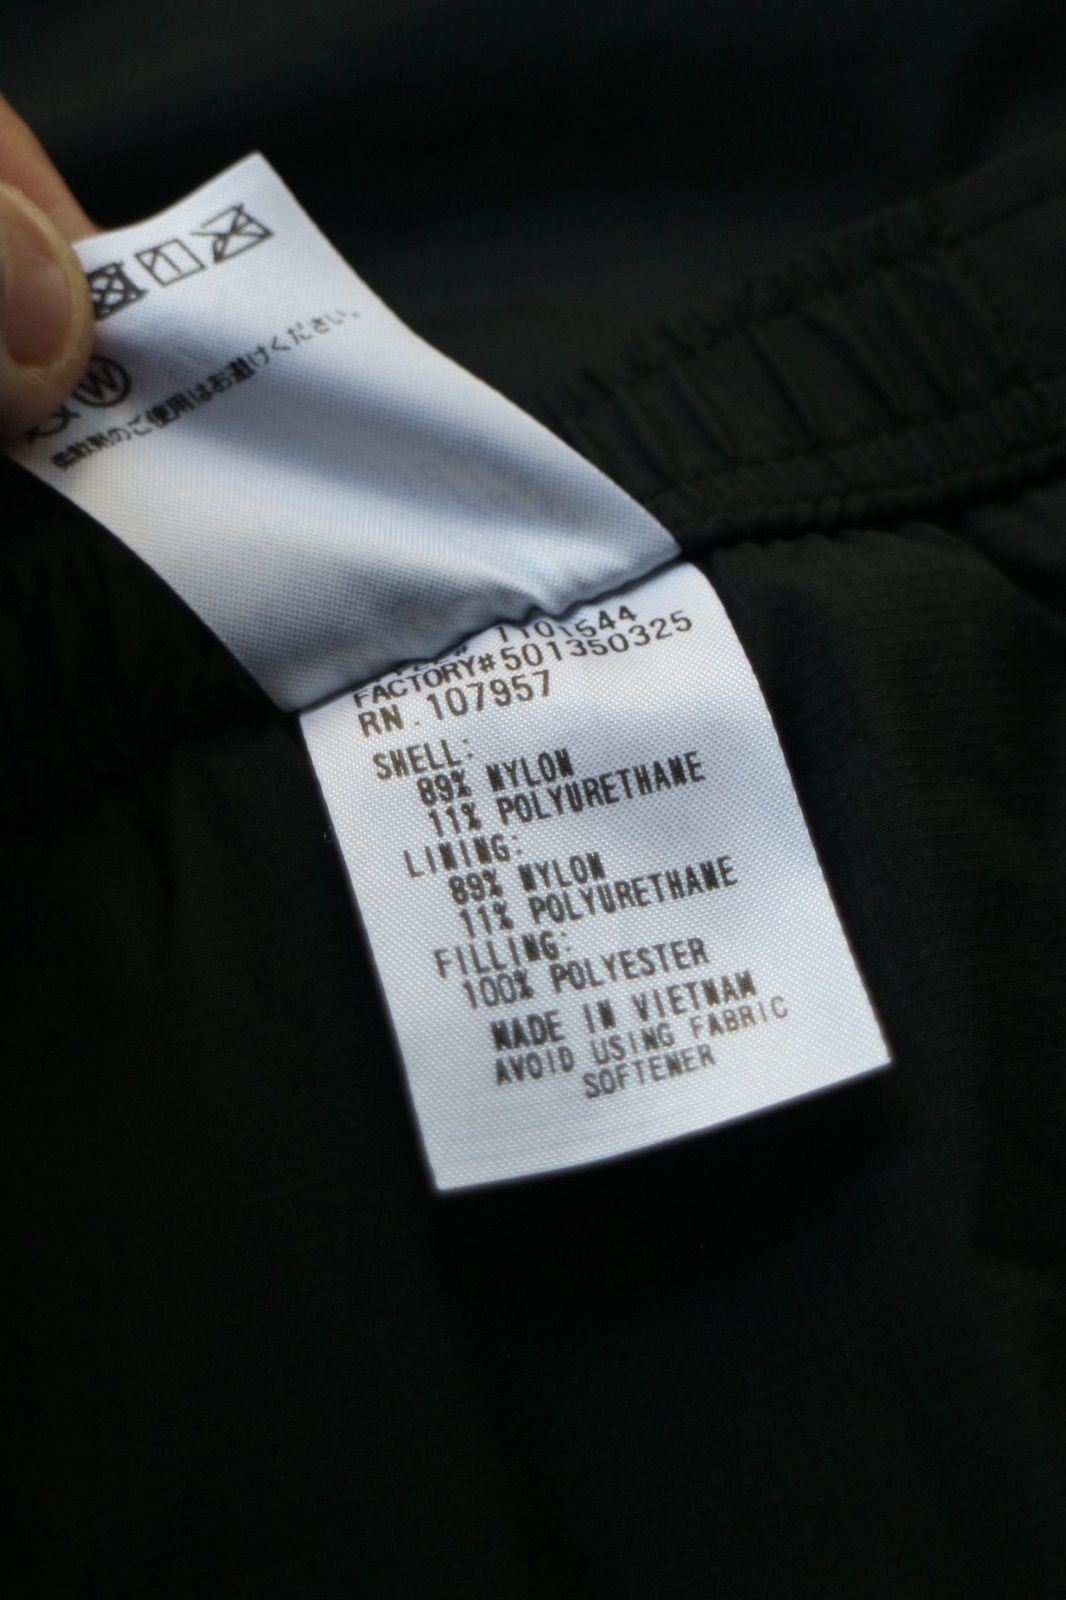 柔軟剤のご使用はお避けください。
1101544
FACTORY# 501350325
RN. 107957
SHELL:
89% NYLON
11% POLYURETHANE
LINING:
89% NYLON
11% POLYURETHANE
FILLING:
100% POLYESTER
MADE IN VIETNAM
AVOID USING FABRIC
SOFTENER